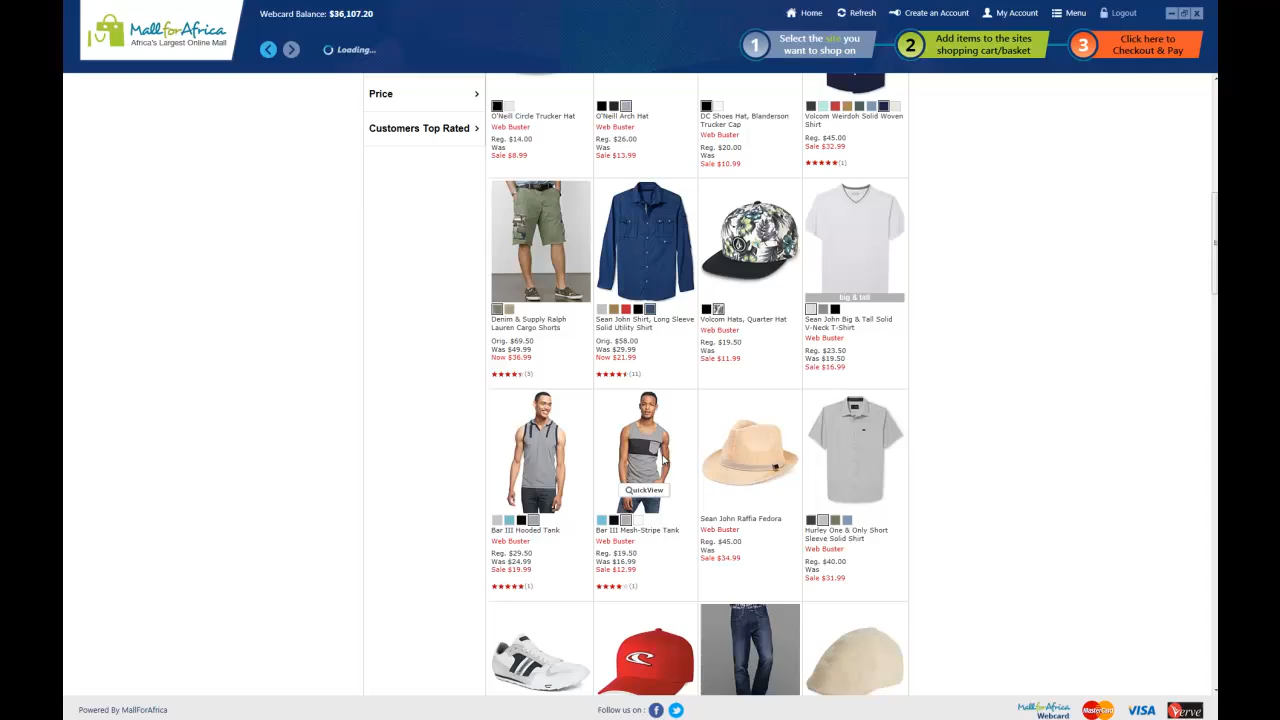 MallforAfrica
Africa's Largest Online Mall
Webcard Balance: $36,107.20
Home
Refresh
Create an Account
My Account
Menu
Logout
Loading...
1
Select the site you
want to shop on
2
Add items to the sites
shopping cart/basket
3
Click here to
Checkout & Pay
Price
Customers Top Rated
O'Neill Circle Trucker Hat
Web Buster
Reg. $14.00
Was
Sale $8.99
O'Neill Arch Hat
Web Buster
Reg. $26.00
Was
Sale $13.99
DC Shoes Hat, Blanderson
Trucker Cap
Web Buster
Reg. $20.00
Was
Sale $10.99
Volcom Weirdoh Solid Woven
Shirt
Reg. $45.00
Sale $32.99
(1)
Denim & Supply Ralph
Lauren Cargo Shorts
Orig. $69.50
Was $49.99
Now $36.99
(3)
Sean John Shirt, Long Sleeve
Solid Utility Shirt
Orig. $58.00
Was $29.99
Now $21.99
(11)
Volcom Hats, Quarter Hat
Web Buster
Reg. $19.50
Was
Sale $11.99
big & tall
Sean John Big & Tall Solid
V-Neck T-Shirt
Web Buster
Reg. $23.50
Was $19.50
Sale $16.99
Bar III Hooded Tank
Web Buster
Reg. $29.50
Was $24.99
Sale $19.99
(1)
QuickView
Bar III Mesh-Stripe Tank
Web Buster
Reg. $19.50
Was $16.99
Sale $12.99
(1)
Sean John Raffia Fedora
Web Buster
Reg. $45.00
Was
Sale $34.99
Hurley One & Only Short
Sleeve Solid Shirt
Web Buster
Reg. $40.00
Was
Sale $31.99
Powered By MallForAfrica
Follow us on :
MallforAfrica
Webcard
MasterCard
VISA
Verve